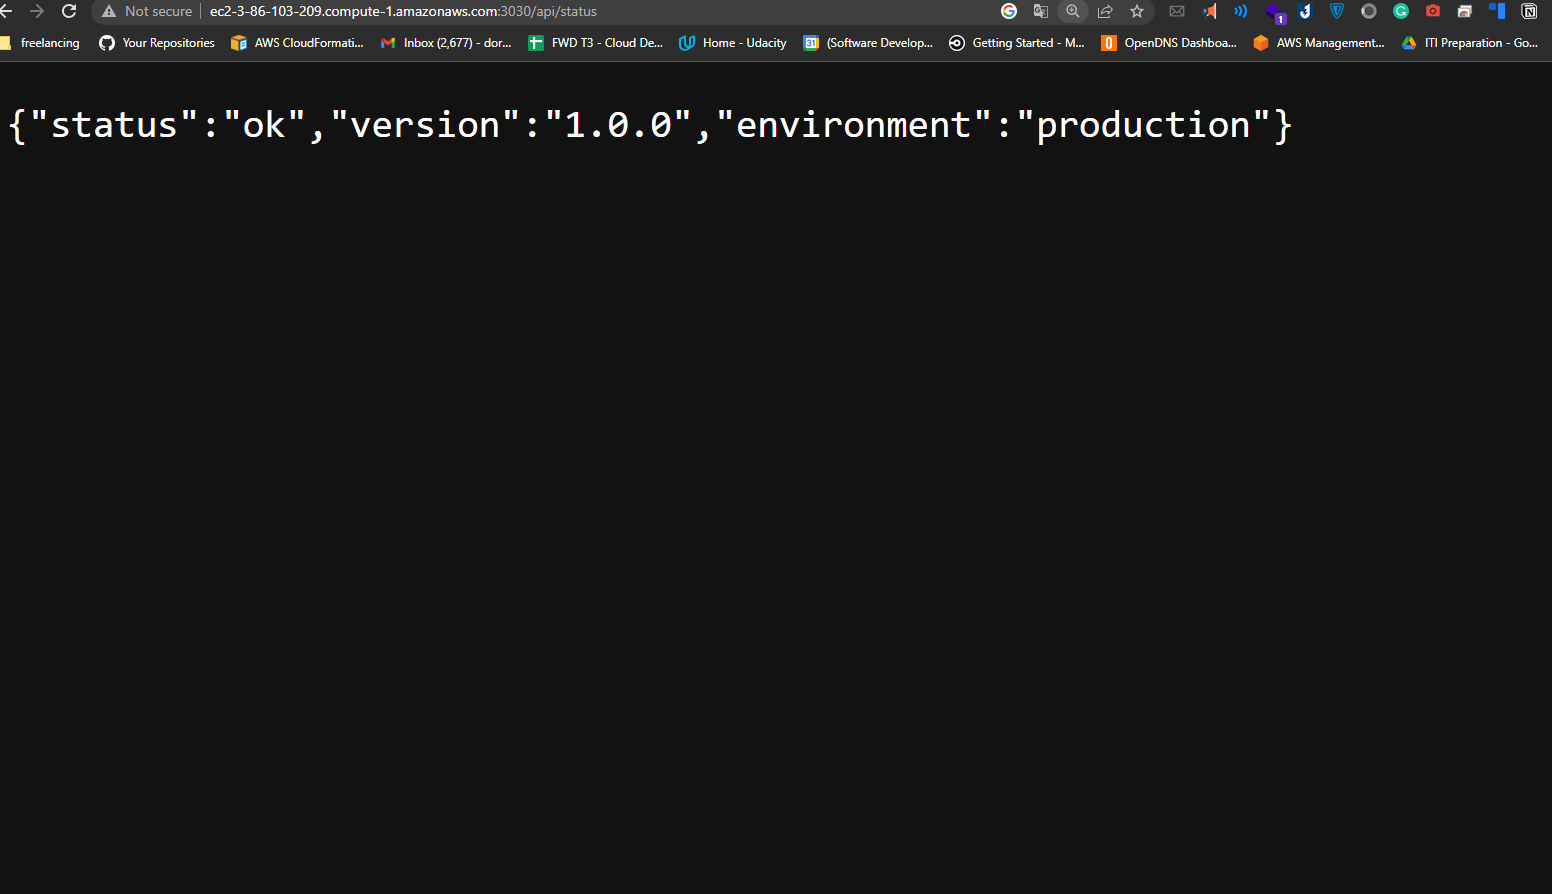 Not secure ec2-3-86-103-209.compute-1.amazonaws.com:3030/api/status
1
freelancing Your Repositories AWS CloudFormati... Inbox (2,677) - dor... FWD T3 - Cloud De... Home - Udacity 31 (Software Develop... Getting Started - M... OpenDNS Dashboa... AWS Management... ITI Preparation - Go...
{"status":"ok","version":"1.0.0","environment":"production"}